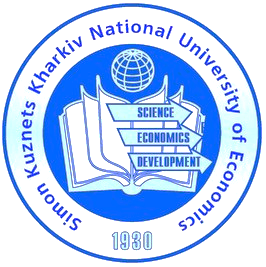 Simon Kuznets Kharkiv National University of Economics
SCIENCE
ECONOMICS
DEVELOPMENT
1930